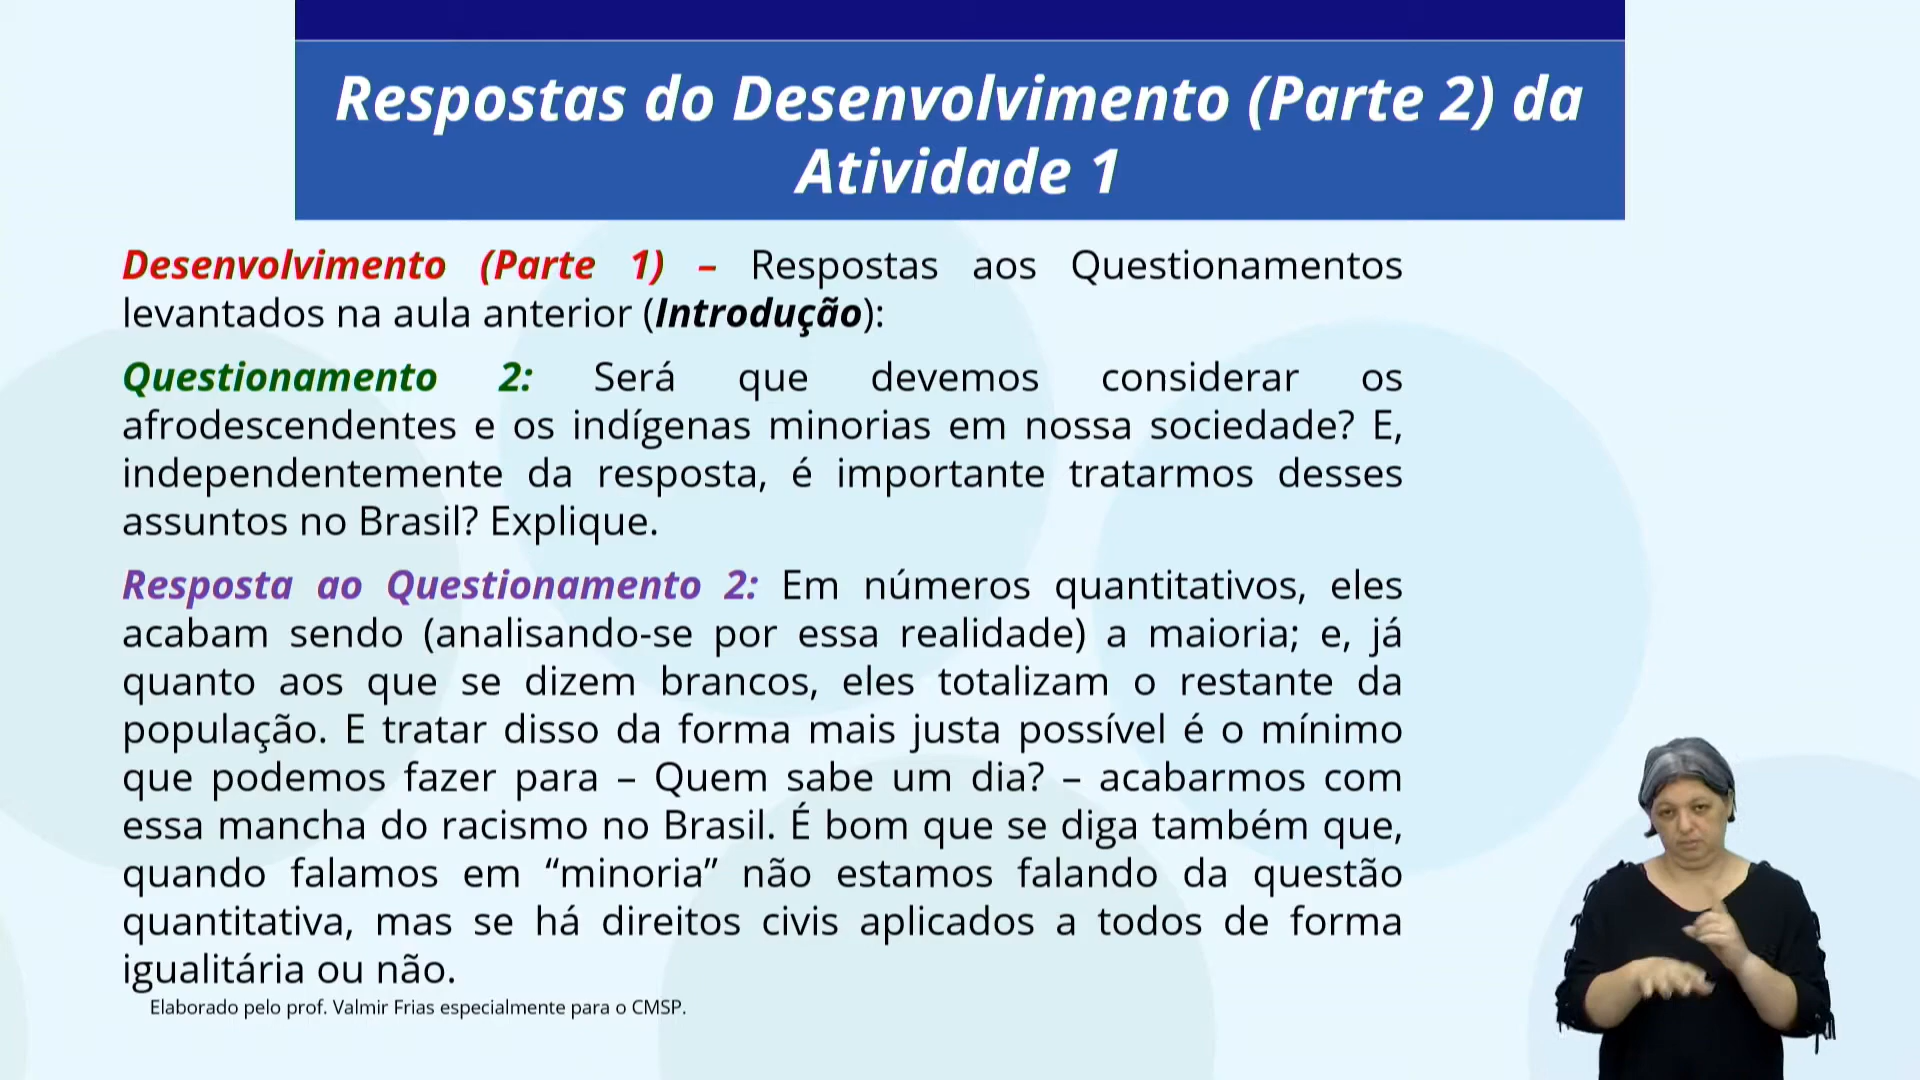 Respostas do Desenvolvimento (Parte 2) da
Atividade 1
Desenvolvimento (Parte 1) – Respostas aos Questionamentos
levantados na aula anterior (Introdução):
Questionamento 2: Será que devemos considerar os
afrodescendentes e os indígenas minorias em nossa sociedade? E,
independentemente da resposta, é importante tratarmos desses
assuntos no Brasil? Explique.
Resposta ao Questionamento 2: Em números quantitativos, eles
acabam sendo (analisando-se por essa realidade) a maioria; e, já
quanto aos que se dizem brancos, eles totalizam o restante da
população. E tratar disso da forma mais justa possível é o mínimo
que podemos fazer para – Quem sabe um dia? – acabarmos com
essa mancha do racismo no Brasil. É bom que se diga também que,
quando falamos em “minoria” não estamos falando da questão
quantitativa, mas se há direitos civis aplicados a todos de forma
igualitária ou não.
Elaborado pelo prof. Valmir Frias especialmente para o CMSP.